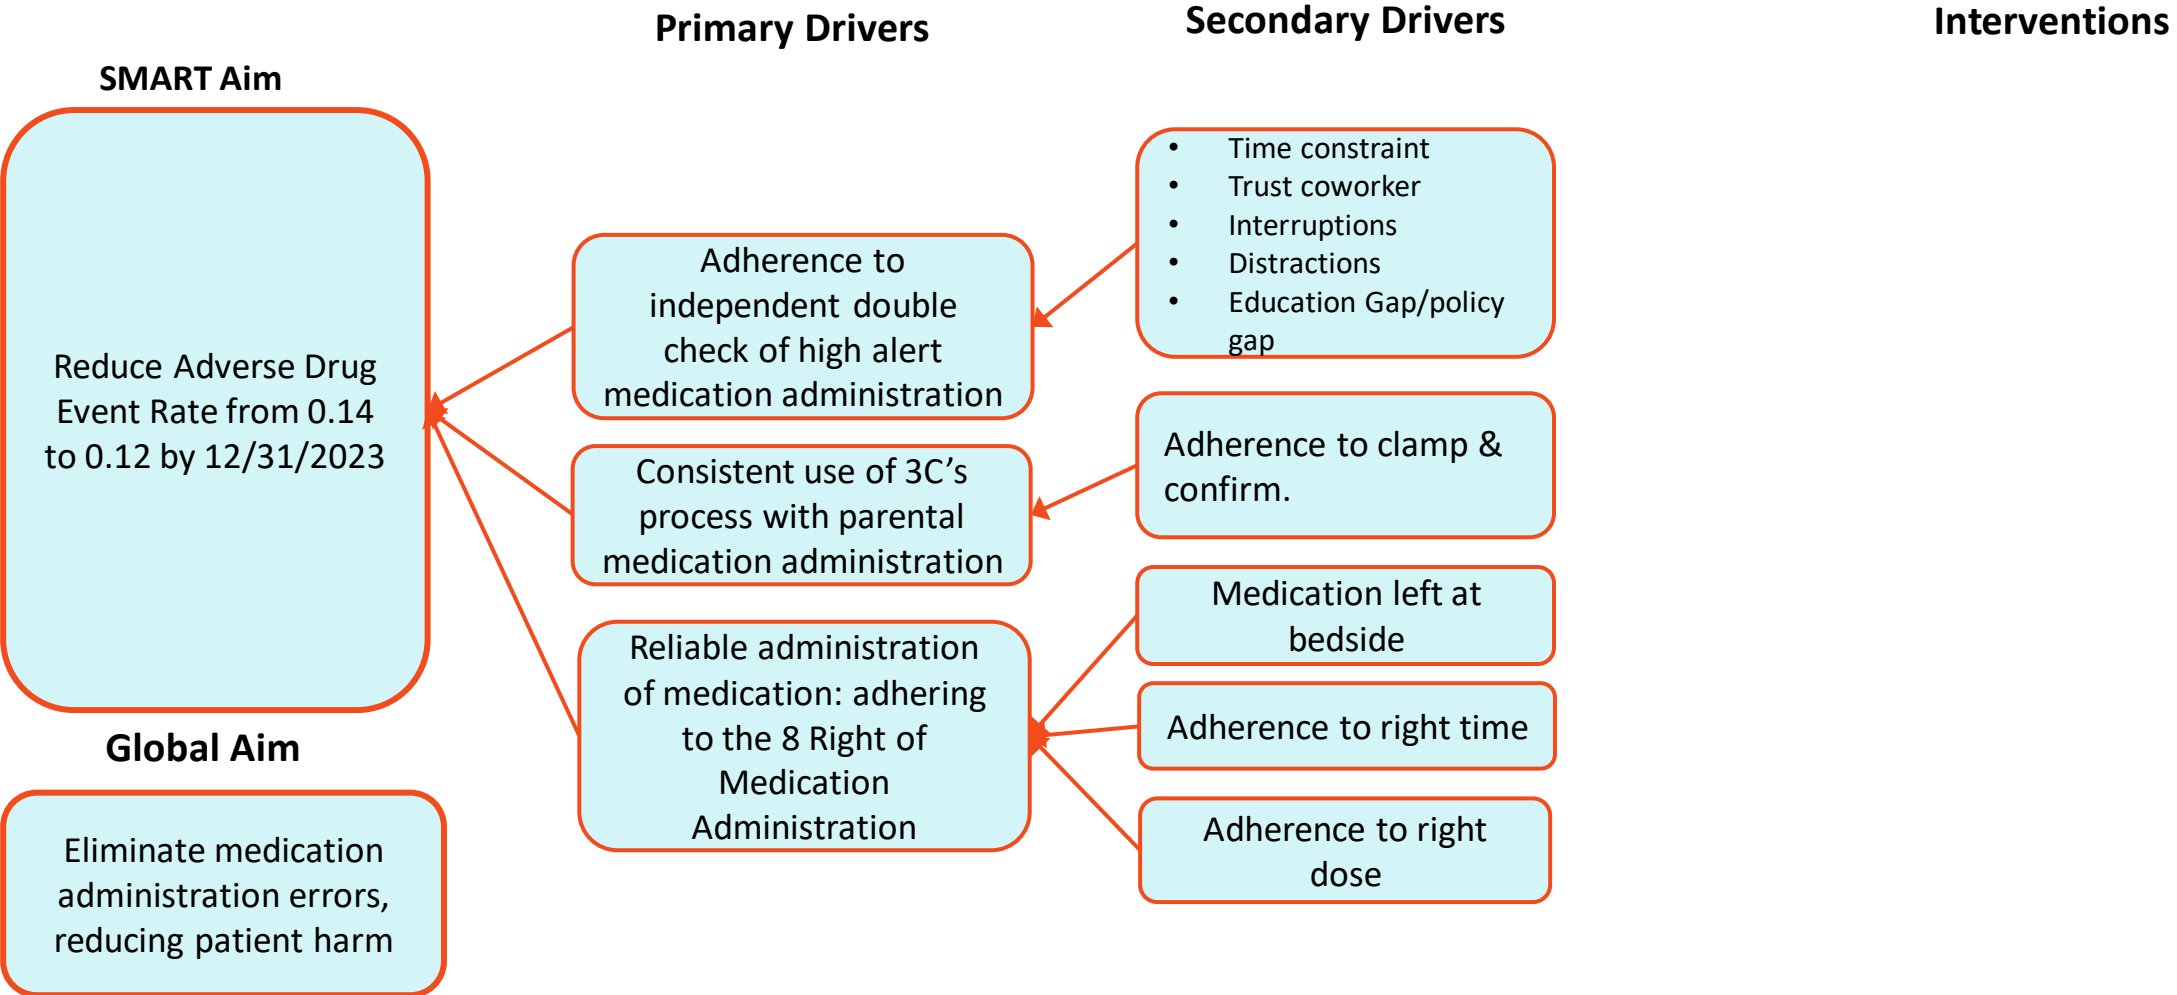 Primary Drivers
Secondary Drivers
Interventions
SMART Aim
Reduce Adverse Drug
Event Rate from 0.14
to 0.12 by 12/31/2023
Global Aim
Eliminate medication
administration errors,
reducing patient harm
Adherence to
independent double
check of high alert
medication administration
Consistent use of 3C’s
process with parental
medication administration
Reliable administration
of medication: adhering
to the 8 Right of
Medication
Administration
• Time constraint
• Trust coworker
• Interruptions
• Distractions
• Education Gap/policy
gap
Adherence to clamp &
confirm.
Medication left at
bedside
Adherence to right time
Adherence to right
dose